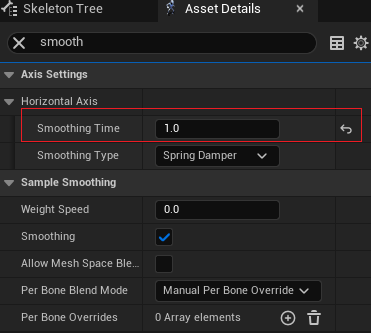 Skeleton Tree
Asset Details
smooth
Axis Settings
Horizontal Axis
Smoothing Time 1.0
Smoothing Type Spring Damper
Sample Smoothing
Weight Speed 0.0
Smoothing
Allow Mesh Space Ble...
Per Bone Blend Mode Manual Per Bone Override
Per Bone Overrides 0 Array elements